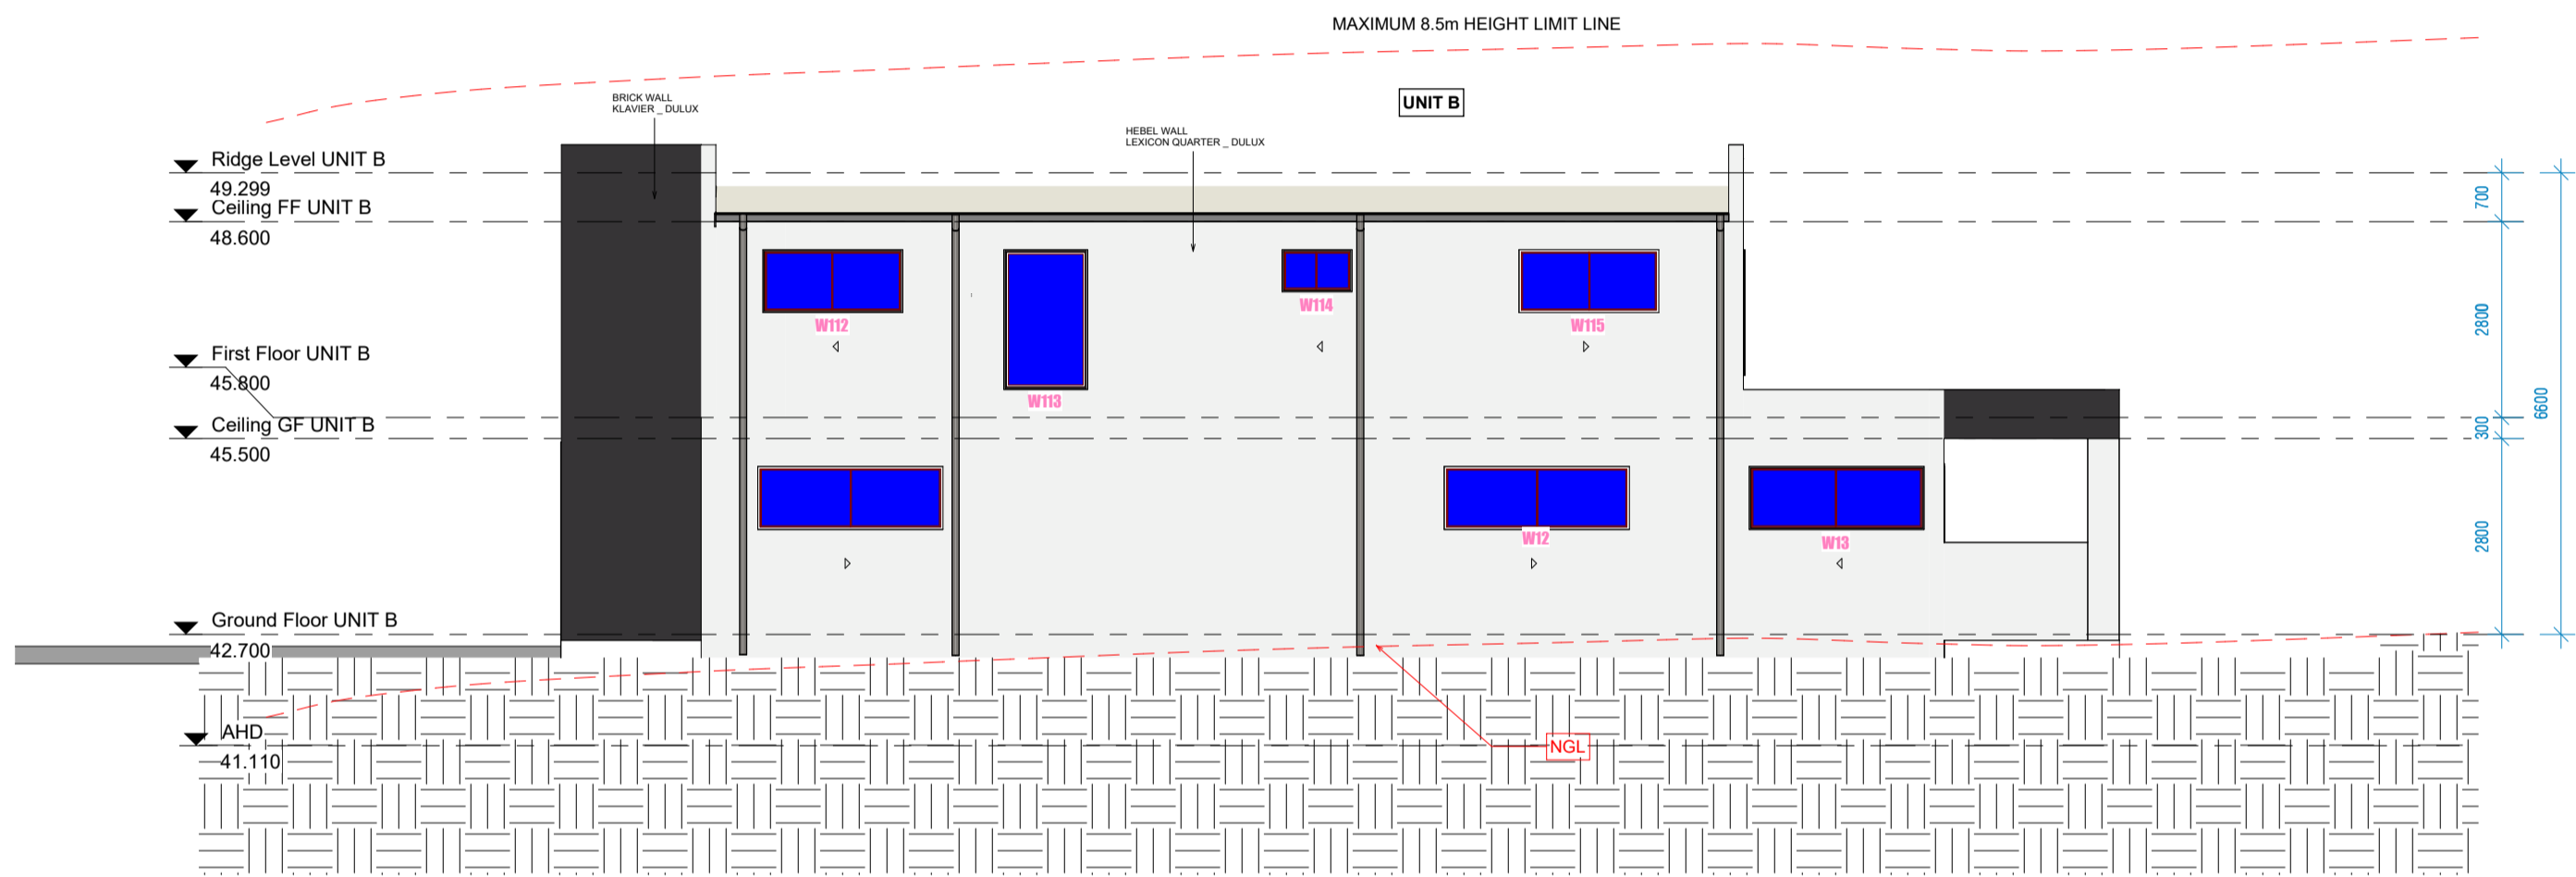 MAXIMUM 8.5m HEIGHT LIMIT LINE
BRICK WALL
KLAVIER _ DULUX
UNIT B
HEBEL WALL
LEXICON QUARTER _ DULUX
Ridge Level UNIT B
49.299
Ceiling FF UNIT B
48.600
First Floor UNIT B
45.800
Ceiling GF UNIT B
45.500
Ground Floor UNIT B
42.700
AHD
41.110
W112
W113
W114
W115
W12
W13
NGL
700
2800
300
2800
6600